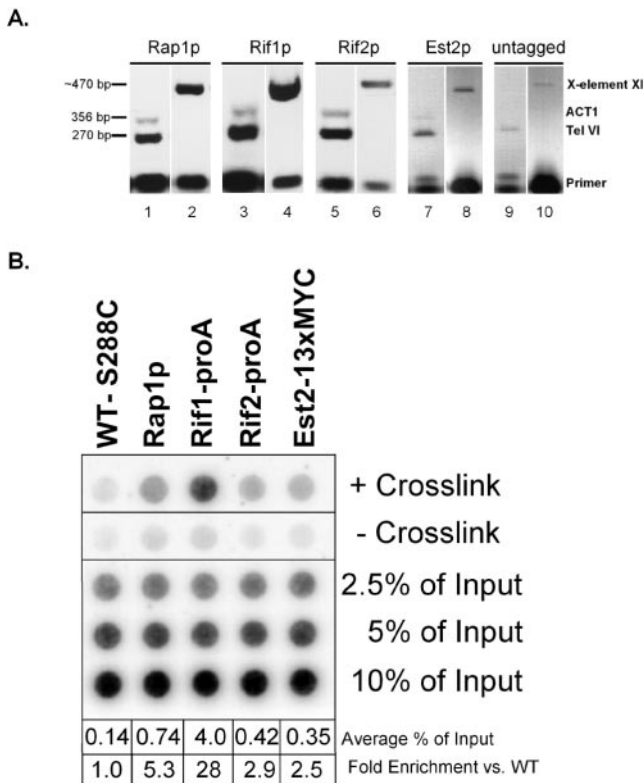 A.
Rap1p Rif1p Rif2p Est2p untagged
~470 bp X-element XI
356 bp ACT1
270 bp Tel VI
Primer
1 2 3 4 5 6 7 8 9 10
B.
WT- S288C
Rap1p
Rif1-proA
Rif2-proA
Est2-13xMYC
+ Crosslink
- Crosslink
2.5% of Input
5% of Input
10% of Input
0.14 0.74 4.0 0.42 0.35 Average % of Input
1.0 5.3 28 2.9 2.5 Fold Enrichment vs. WT